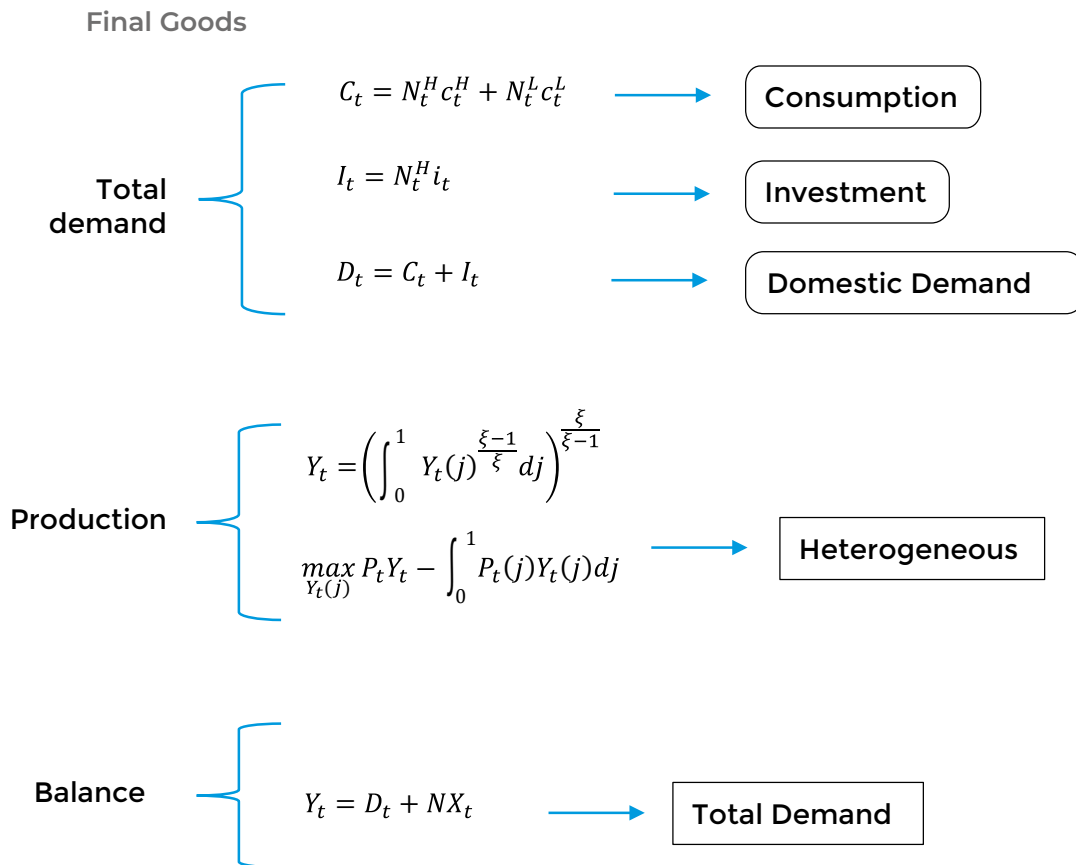 Final Goods
C_t = N_t^H c_t^H + N_t^L c_t^L
Consumption
Total
demand
I_t = N_t^H i_t
Investment
D_t = C_t + I_t
Domestic Demand
Production
Y_t = (∫_0^1 Y_t(j)^{\frac{ξ−1}{ξ}} dj)^{\frac{ξ}{ξ−1}}
max_{Y_t(j)} P_t Y_t − ∫_0^1 P_t(j)Y_t(j)dj
Heterogeneous
Balance
Y_t = D_t + NX_t
Total Demand